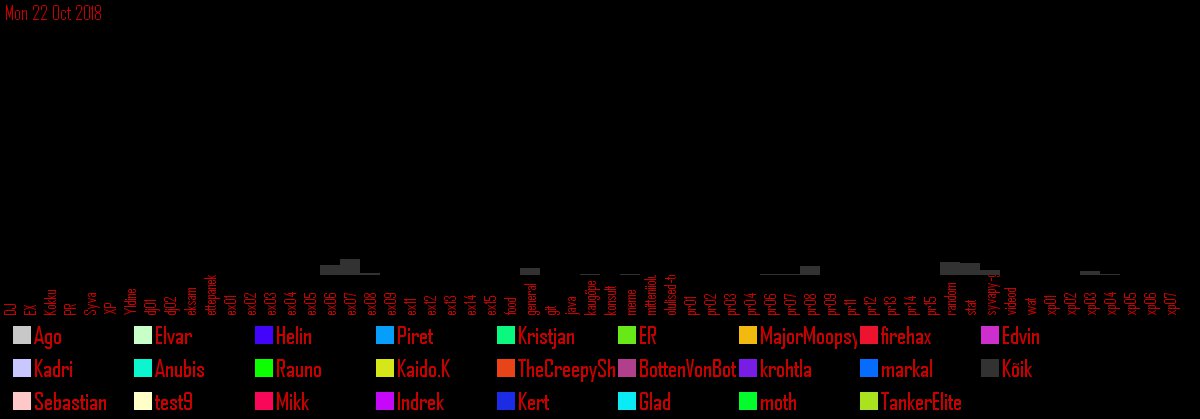 Mon 22 Oct 2018
DJ EX Kokku PR Syva XP Yldine dj01 dj02 eksam ettepanek ex01 ex02 ex03 ex04 ex05 ex06 ex07 ex08 ex09 ex11 ex12 ex13 ex14 ex15 food general git java kaugõpe konsult meme mitteniloli. olulised-t pr01 pr02 pr03 pr04 pr06 pr07 pr08 pr09 pr11 pr12 pr13 pr14 pr15 random stat syvapy-g videod wat xp01 xp02 xp03 xp04 xp05 xp06 xp07
Ago Elvar Helin Piret Kristjan ER MajorMoopsy firehax Edvin
Kadri Anubis Rauno Kaido.K TheCreepySh BottenVonBot krohtla markal Kõik
Sebastian test9 Mikk Indrek Kert Glad moth TankerElite